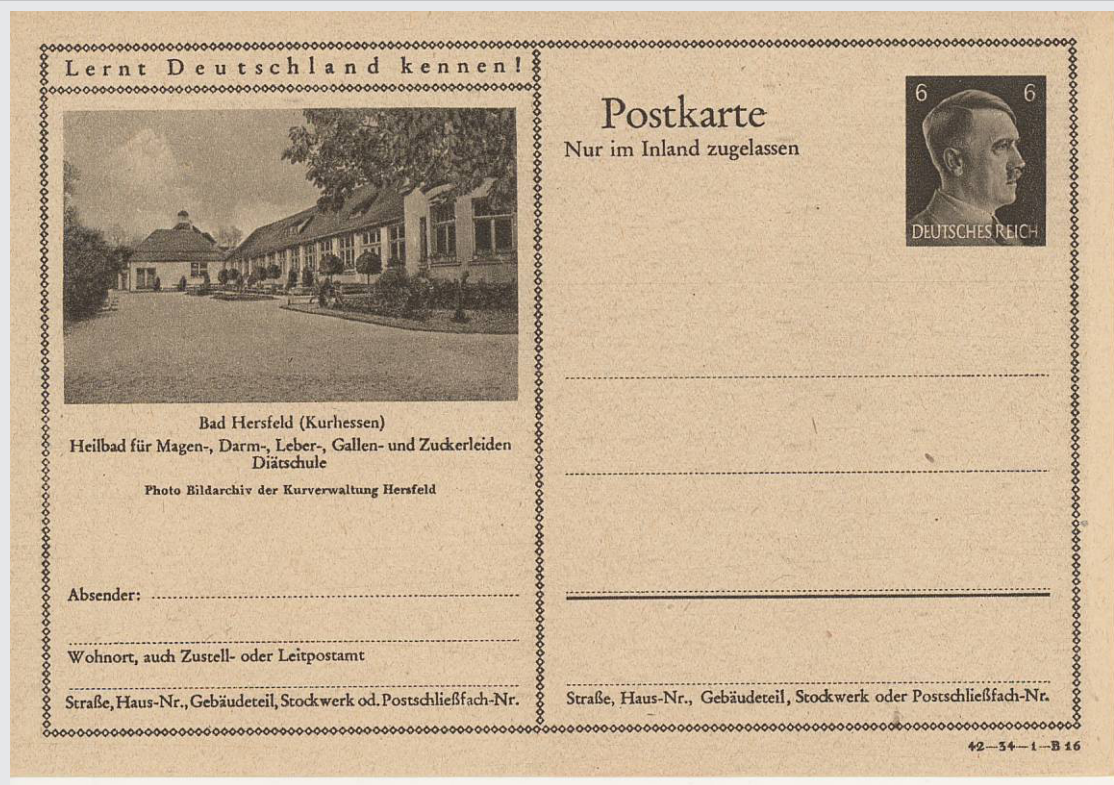 Lernt Deutschland kennen!
Bad Hersfeld (Kurhessen)
Heilbad für Magen-, Darm-, Leber-, Gallen- und Zuckerleiden
Diätschule
Photo Bildarchiv der Kurverwaltung Hersfeld
Absender:
Wohnort, auch Zustell- oder Leitpostamt
Straße, Haus-Nr., Gebäudeteil, Stockwerk od. Postschließfach-Nr.
Postkarte
Nur im Inland zugelassen
6 6
DEUTSCHES REICH
Straße, Haus-Nr., Gebäudeteil, Stockwerk oder Postschließfach-Nr.
42—34—1—B 16